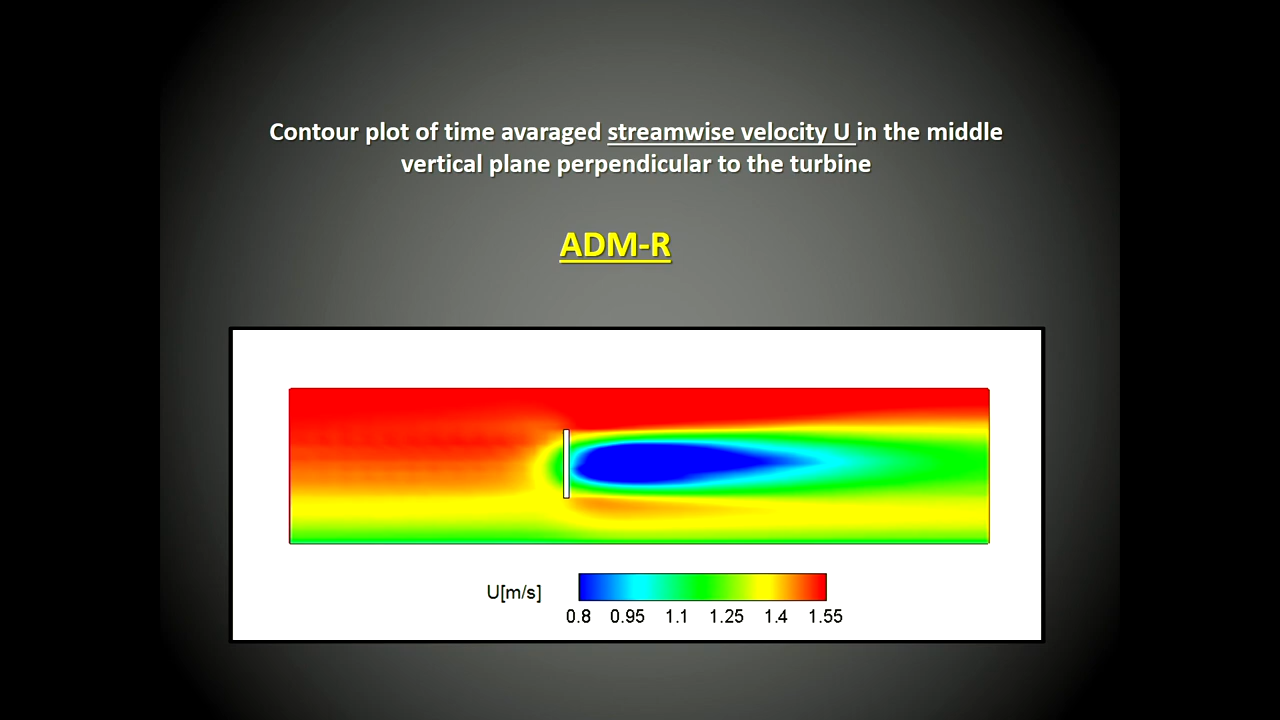 Contour plot of time avaraged streamwise velocity U in the middle
vertical plane perpendicular to the turbine
ADM-R
U[m/s]
0.8 0.95 1.1 1.25 1.4 1.55